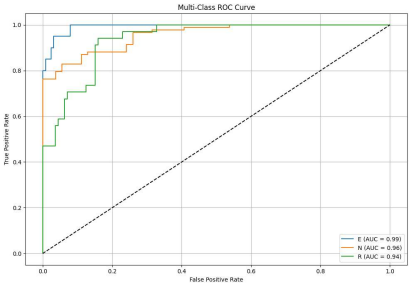 Multi-Class ROC Curve
1.0
0.8
0.6
0.4
0.2
0.0
True Positive Rate
0.0 0.2 0.4 0.6 0.8 1.0
False Positive Rate
E (AUC = 0.99)
N (AUC = 0.96)
R (AUC = 0.94)